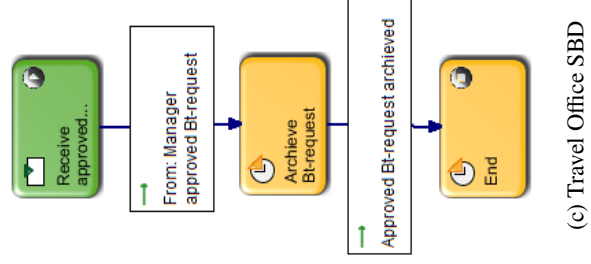 Receive
approved...
From: Manager
approved Bt-request
Archieve
Bt-request
Approved Bt-request archieved
End
(c) Travel Office SBD